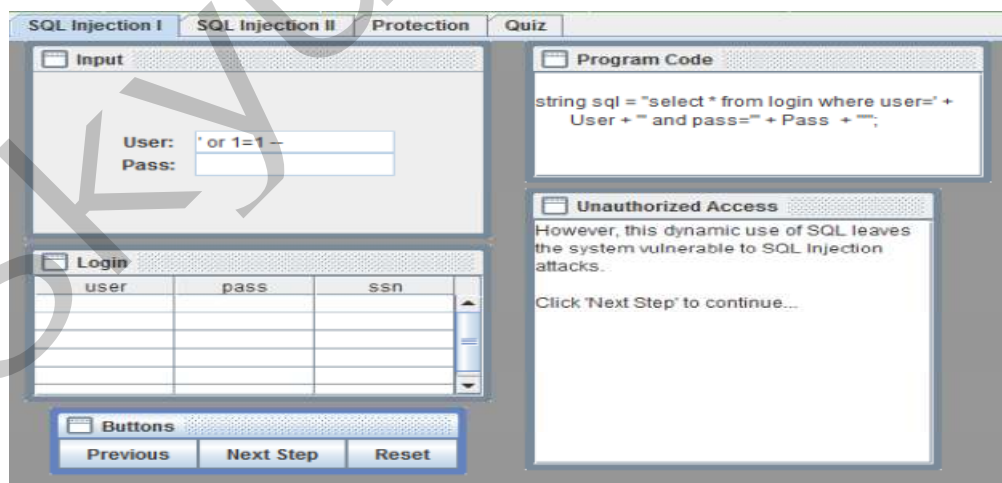 SQL Injection I SQL Injection II Protection Quiz
Input
User: ' or 1=1 --
Pass:
Login
user pass ssn
Buttons
Previous Next Step Reset
Program Code
string sql = "select * from login where user=' +
User + "' and pass='" + Pass + "'";
Unauthorized Access
However, this dynamic use of SQL leaves
the system vulnerable to SQL Injection
attacks.
Click 'Next Step' to continue...